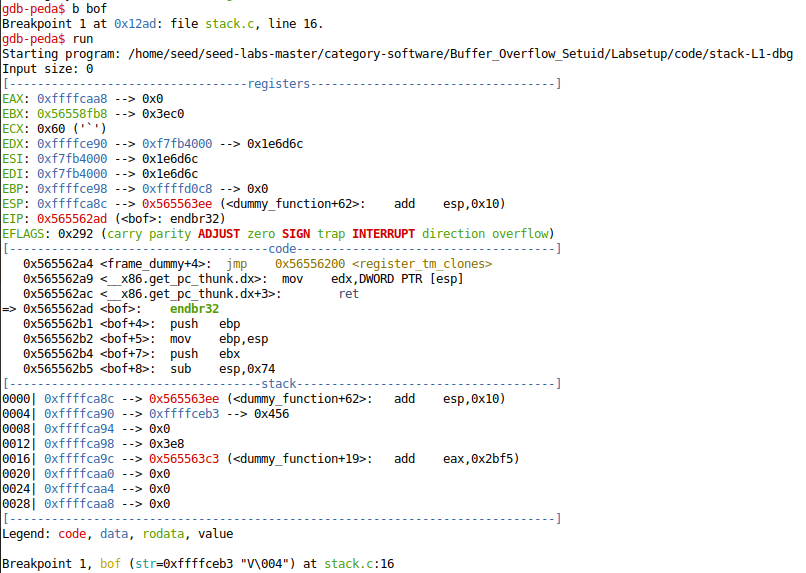 gdb-peda$ b bof
Breakpoint 1 at 0x12ad: file stack.c, line 16.
gdb-peda$ run
Starting program: /home/seed/seed-labs-master/category-software/Buffer_Overflow_Setuid/Labsetup/code/stack-L1-dbg
Input size: 0
[----------------------------------registers-----------------------------------]
EAX: 0xffffcaa8 --> 0x0
EBX: 0x56558fb8 --> 0x3ec0
ECX: 0x60 ('`')
EDX: 0xffffce90 --> 0xf7fb4000 --> 0x1e6d6c
ESI: 0xf7fb4000 --> 0x1e6d6c
EDI: 0xf7fb4000 --> 0x1e6d6c
EBP: 0xffffce98 --> 0xffffd0c8 --> 0x0
ESP: 0xffffca8c --> 0x565563ee (<dummy_function+62>:    add    esp,0x10)
EIP: 0x565562ad (<bof>: endbr32)
EFLAGS: 0x292 (carry parity ADJUST zero SIGN trap INTERRUPT direction overflow)
[-------------------------------------code-------------------------------------]
   0x565562a4 <frame_dummy+4>:  jmp    0x56556200 <register_tm_clones>
   0x565562a9 <__x86.get_pc_thunk.dx>:  mov    edx,DWORD PTR [esp]
   0x565562ac <__x86.get_pc_thunk.dx+3>:        ret
=> 0x565562ad <bof>:    endbr32
   0x565562b1 <bof+4>:  push   ebp
   0x565562b2 <bof+5>:  mov    ebp,esp
   0x565562b4 <bof+7>:  push   ebx
   0x565562b5 <bof+8>:  sub    esp,0x74
[------------------------------------stack-------------------------------------]
0000| 0xffffca8c --> 0x565563ee (<dummy_function+62>:   add    esp,0x10)
0004| 0xffffca90 --> 0xffffceb3 --> 0x456
0008| 0xffffca94 --> 0x0
0012| 0xffffca98 --> 0x3e8
0016| 0xffffca9c --> 0x565563c3 (<dummy_function+19>:   add    eax,0x2bf5)
0020| 0xffffcaa0 --> 0x0
0024| 0xffffcaa4 --> 0x0
0028| 0xffffcaa8 --> 0x0
[------------------------------------------------------------------------------]
Legend: code, data, rodata, value
Breakpoint 1, bof (str=0xffffceb3 "V\004") at stack.c:16